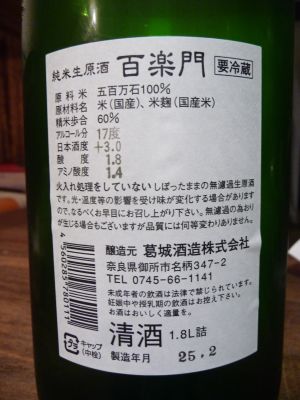 純米生原酒 百楽門 要冷蔵
原料米 五百万石100%
原材料名 米(国産)、米麹(国産米)
精米歩合 60%
アルコール分 17度
日本酒度 +3.0
酸度 1.8
アミノ酸度 1.4
火入れ処理をしていないしぼったままの無濾過生原酒
です。光・温度等の影響を受け味が変化する場合があります
ので、なるべくお早目にお召し上がり下さい。無濾過の為おり
が生じる場合もございますが品質には何等変わりありません。
醸造元 葛城酒造株式会社
奈良県御所市名柄347-2
TEL 0745-66-1141
未成年者の飲酒は法律で禁じられています。
妊娠中や授乳期の飲酒はお控え下さい。
お酒はおいしく適量を。
4560285780111
キャップ
(中栓)
清酒 1.8L詰
製造年月 25.2